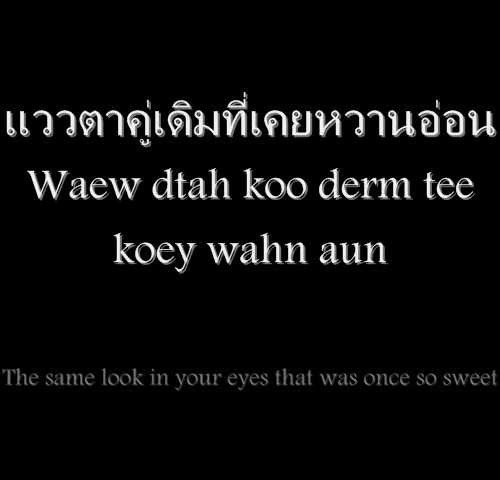 แววตาคู่เดิมที่เคยหวานอ่อน
Waew dtah koo derm tee
koey wahn aun
The same look in your eyes that was once so sweet